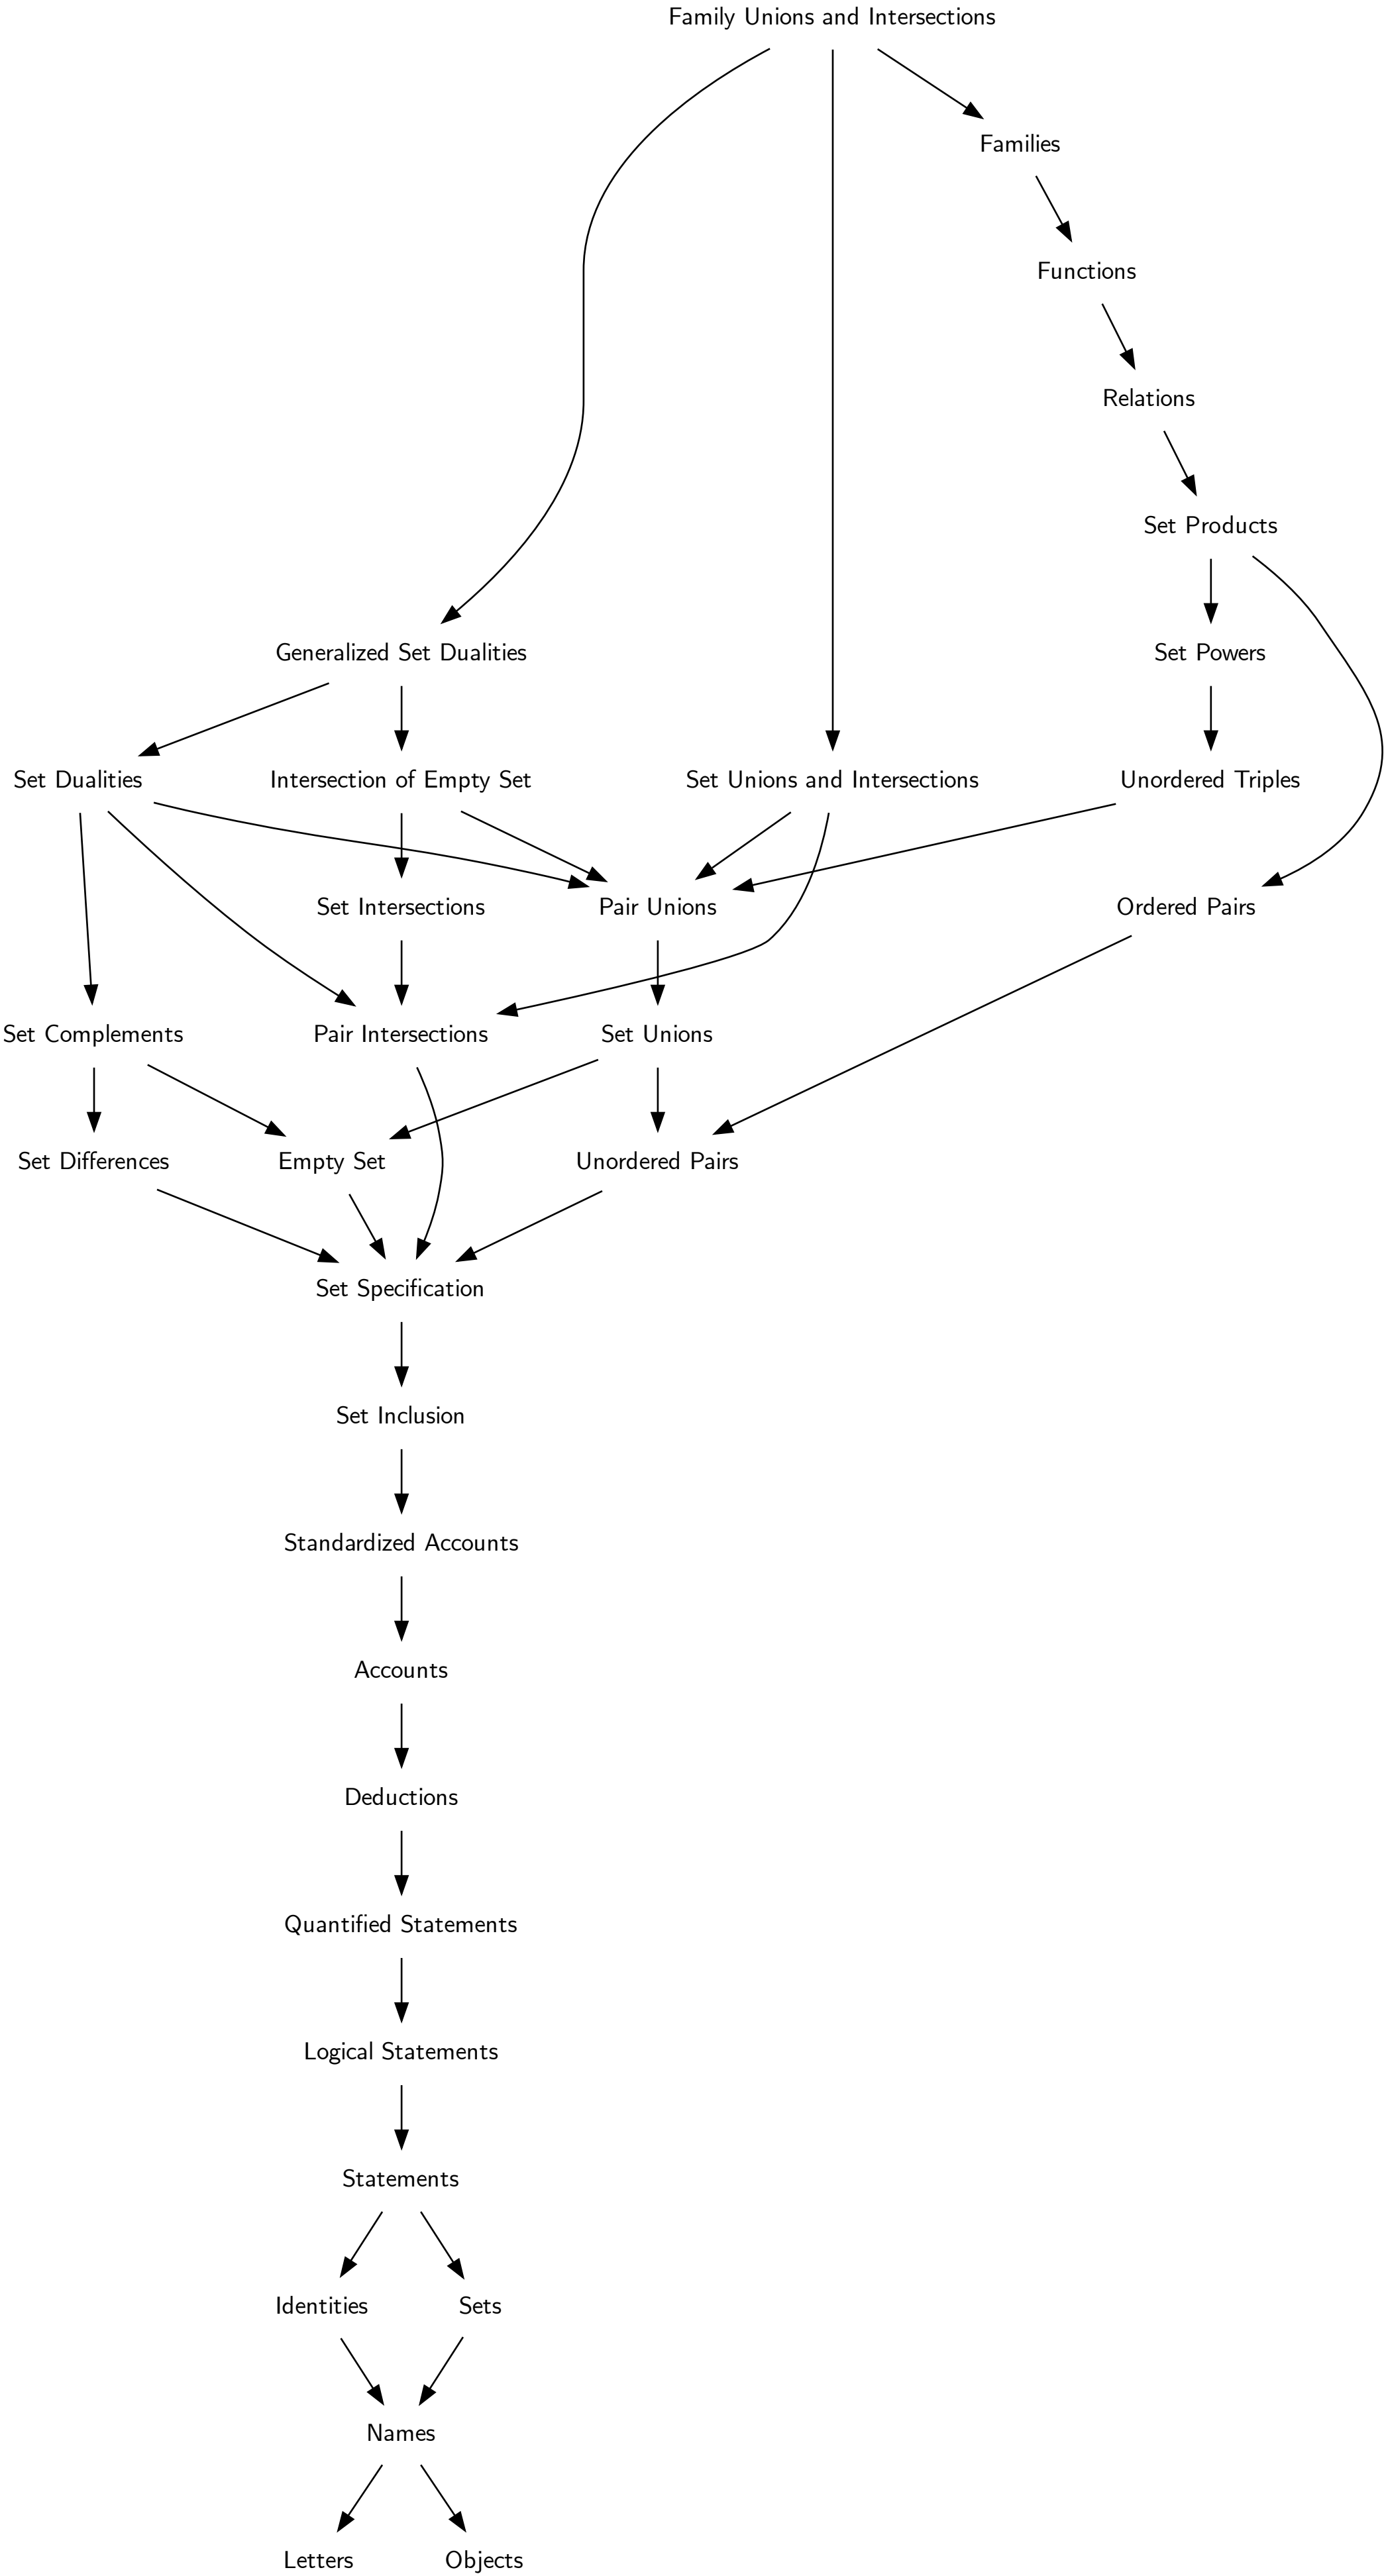 Family Unions and Intersections
Families
Functions
Relations
Set Products
Generalized Set Dualities
Set Powers
Set Dualities
Intersection of Empty Set
Set Unions and Intersections
Unordered Triples
Set Intersections
Pair Unions
Ordered Pairs
Set Complements
Pair Intersections
Set Unions
Set Differences
Empty Set
Unordered Pairs
Set Specification
Set Inclusion
Standardized Accounts
Accounts
Deductions
Quantified Statements
Logical Statements
Statements
Identities
Sets
Names
Letters
Objects